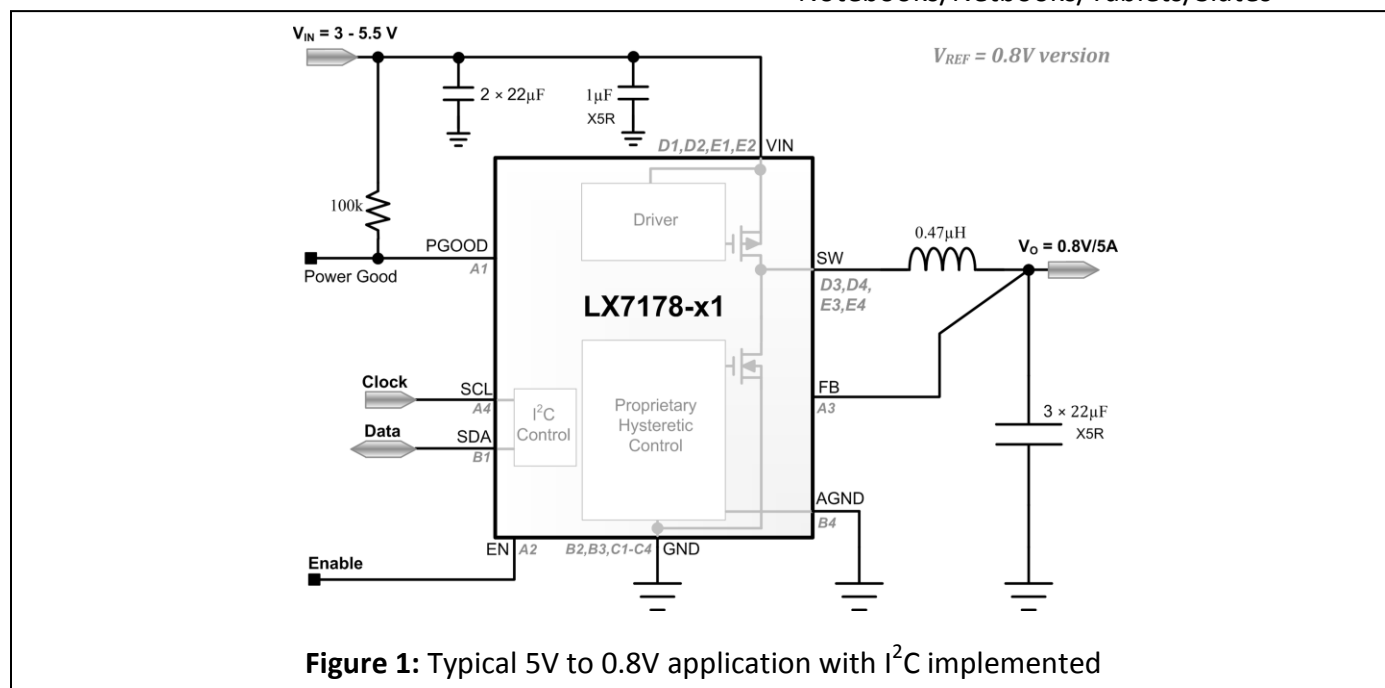 Notebooks/Netbooks/Tablets/Slates
VIN = 3 - 5.5 V
VREF = 0.8V version
2 × 22µF
1µF
X5R
D1,D2,E1,E2 VIN
100k
Driver
0.47µH
VO = 0.8V/5A
PGOOD
A1
Power Good
SW
D3,D4,
E3,E4
LX7178-x1
Clock
SCL
A4
I2C
Control
Data
SDA
B1
Proprietary
Hysteretic
Control
FB
A3
3 × 22µF
X5R
AGND
B4
EN A2
B2,B3,C1-C4 GND
Enable
Figure 1: Typical 5V to 0.8V application with I2C implemented